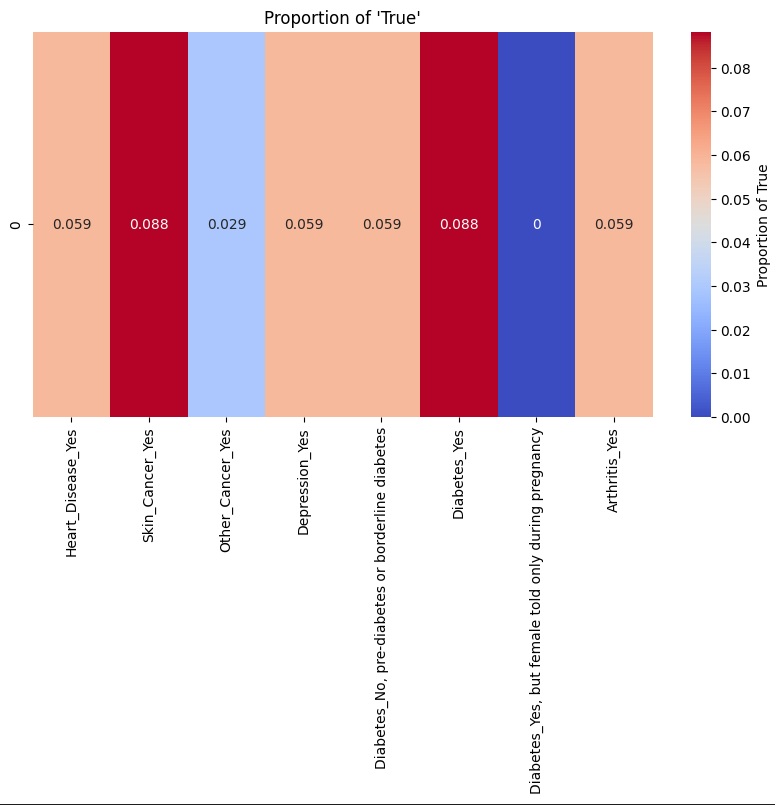 Proportion of 'True'
0
0.059
0.088
0.029
0.059
0.059
0.088
0
0.059
Heart_Disease_Yes
Skin_Cancer_Yes
Other_Cancer_Yes
Depression_Yes
Diabetes_No, pre-diabetes or borderline diabetes
Diabetes_Yes
Diabetes_Yes, but female told only during pregnancy
Arthritis_Yes
0.08
0.07
0.06
0.05
0.04
0.03
0.02
0.01
0.00
Proportion of True